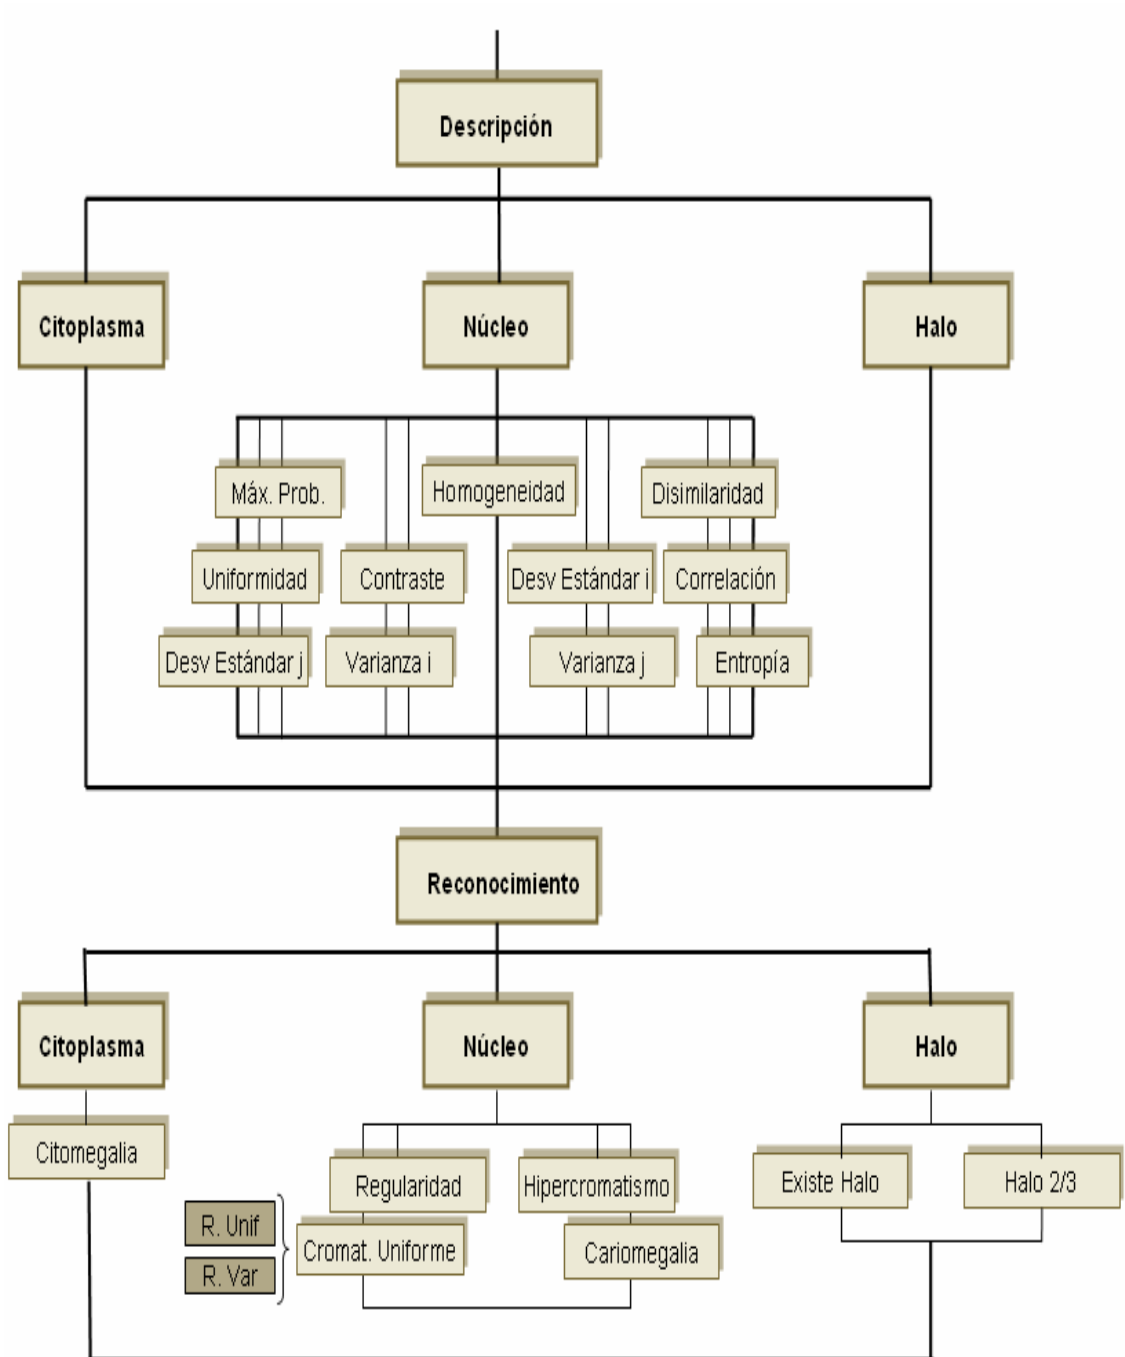 Descripción
Citoplasma
Núcleo
Halo
Máx. Prob.
Homogeneidad
Disimilaridad
Uniformidad
Contraste
Desv Estándar i
Correlación
Desv Estándar j
Varianza i
Varianza j
Entropía
Reconocimiento
Citoplasma
Núcleo
Halo
Citomegalia
Regularidad
Hipercromatismo
Existe Halo
Halo 2/3
R. Unif
Cromat. Uniforme
Cariomegalia
R. Var